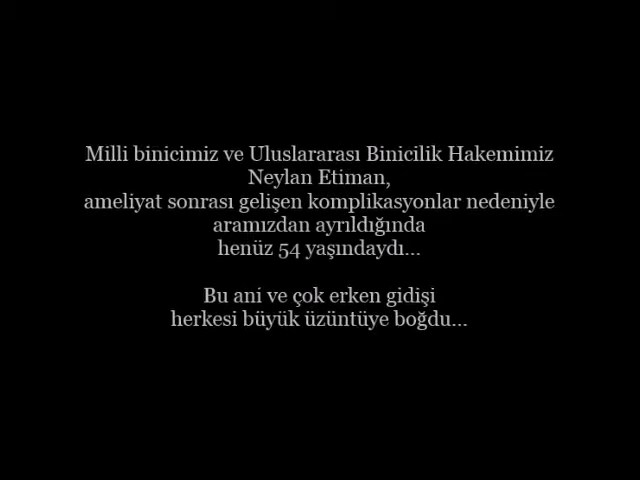 Milli binicimiz ve Uluslararası Binicilik Hakemimiz
Neylan Etiman,
ameliyat sonrası gelişen komplikasyonlar nedeniyle
aramızdan ayrıldığında
henüz 54 yaşındaydı...
Bu ani ve çok erken gidişi
herkesi büyük üzüntüye boğdu...